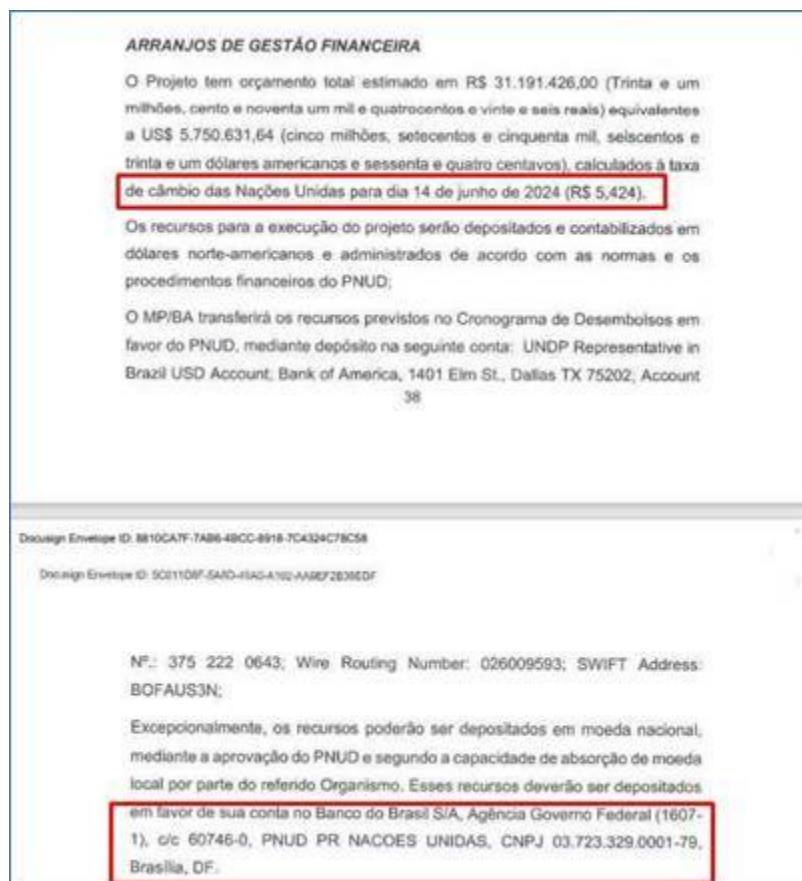 ARRANJOS DE GESTÃO FINANCEIRA
O Projeto tem orçamento total estimado em R$ 31.191.426,00 (Trinta e um
milhões, cento e noventa um mil e quatrocentos e vinte e seis reais) equivalentes
a US$ 5.750.631,64 (cinco milhões, setecentos e cinquenta mil, seiscentos e
trinta e um dólares americanos e sessenta e quatro centavos), calculados à taxa
de câmbio das Nações Unidas para dia 14 de junho de 2024 (R$ 5,424).
Os recursos para a execução do projeto serão depositados e contabilizados em
dólares norte-americanos e administrados de acordo com as normas e os
procedimentos financeiros do PNUD;
O MP/BA transferirá os recursos previstos no Cronograma de Desembolsos em
favor do PNUD, mediante depósito na seguinte conta: UNDP Representative in
Brazil USD Account, Bank of America, 1401 Elm St., Dallas TX 75202; Account
38
Docusign Envelope ID: 8810CA7F-7AB6-4BCC-8918-7C4324C78C58
Docusign Envelope ID:
Nº.: 375 222 0643; Wire Routing Number: 026009593; SWIFT Address:
BOFAUS3N;
Excepcionalmente, os recursos poderão ser depositados em moeda nacional,
mediante a aprovação do PNUD e segundo a capacidade de absorção de moeda
local por parte do referido Organismo. Esses recursos deverão ser depositados
em favor de sua conta no Banco do Brasil S/A, Agência Governo Federal (1607-
1), c/c 60746-0, PNUD PR NACOES UNIDAS, CNPJ 03.723.329.0001-79,
Brasília, DF.